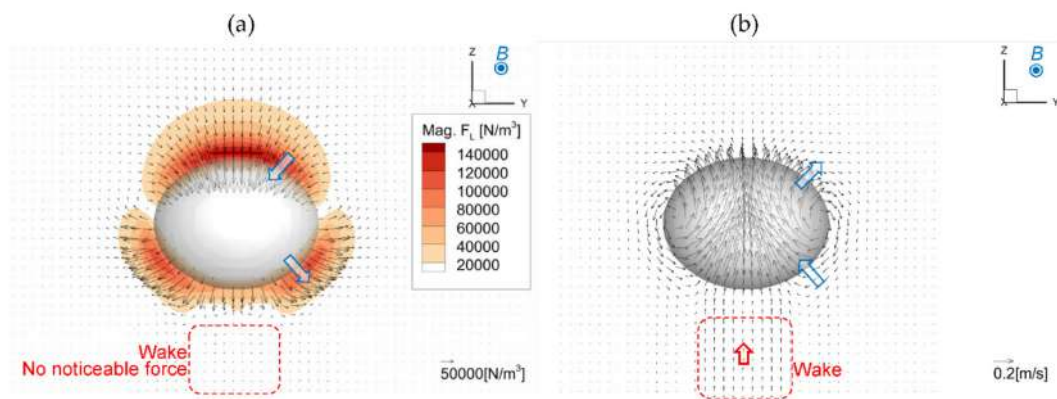 (a)
(b)
Z
B
X
Y
Mag. F_L [N/m³]
140000
120000
100000
80000
60000
40000
20000
Wake
No noticeable force
50000[N/m³]
Z
B
X
Y
Wake
0.2[m/s]